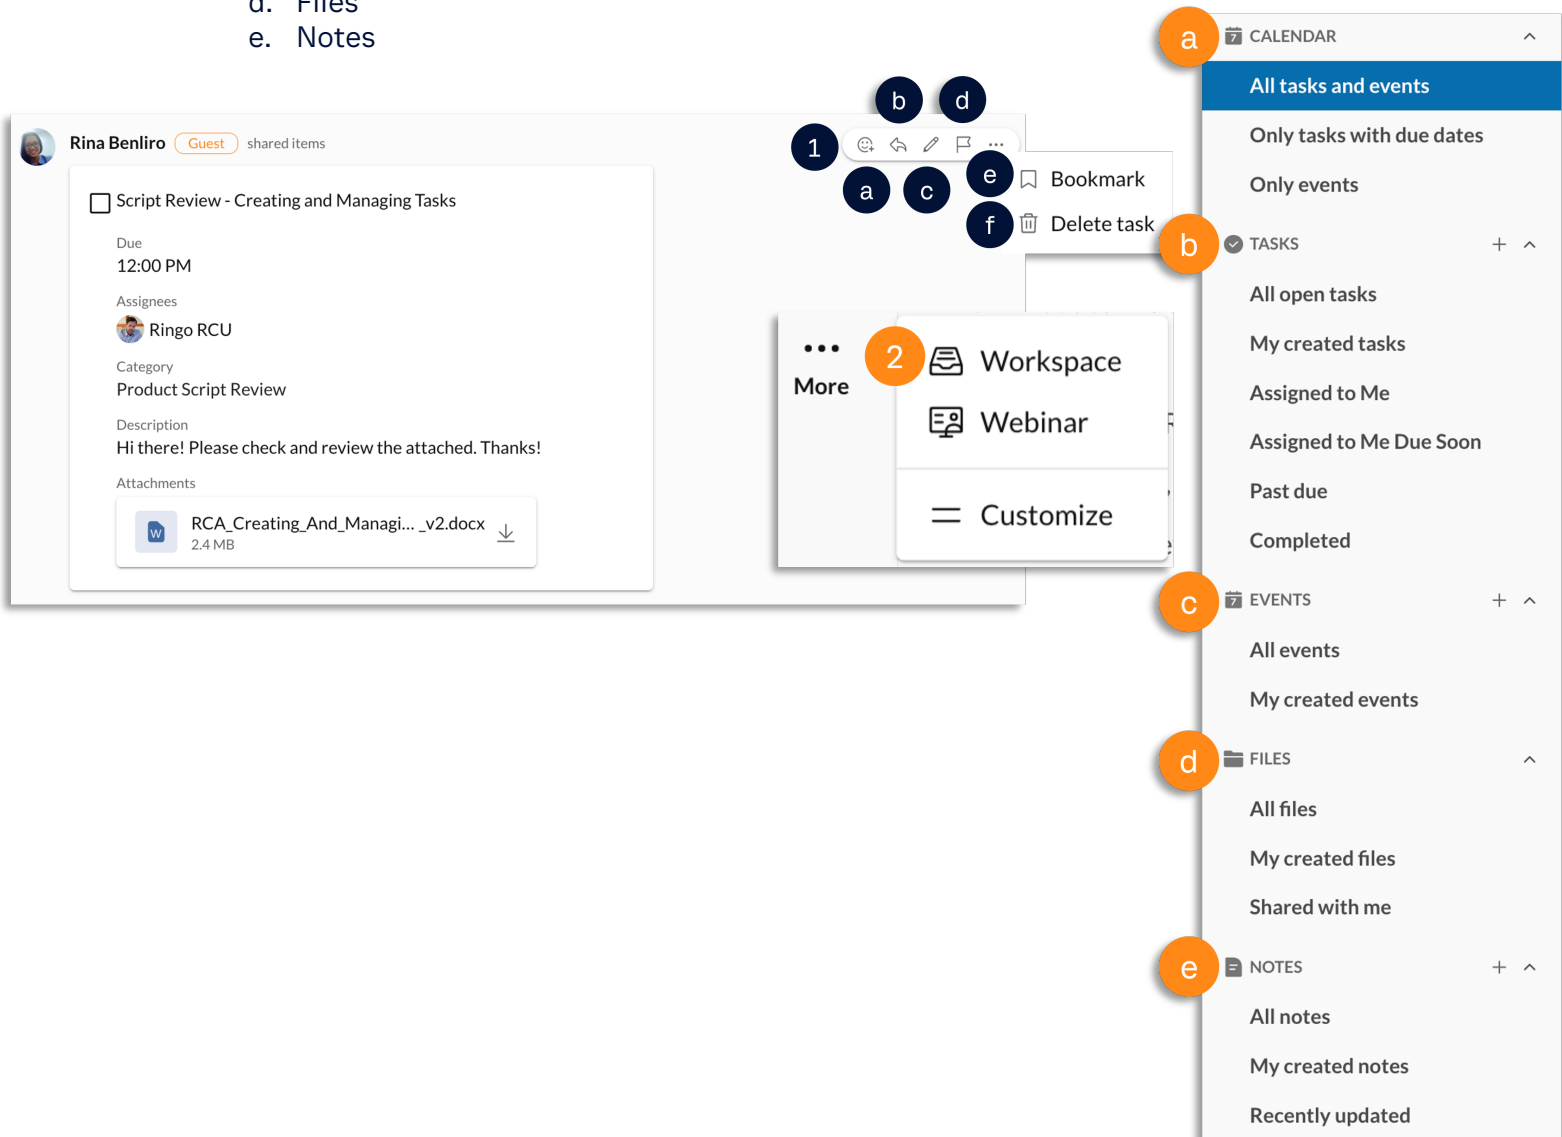 d. Files
e. Notes
b d
1
a c
Rina Benliro Guest shared items
Script Review - Creating and Managing Tasks
Due
12:00 PM
Assignees
Ringo RCU
Category
Product Script Review
Description
Hi there! Please check and review the attached. Thanks!
Attachments
W RCA_Creating_And_Managi... _v2.docx
2.4 MB
e Bookmark
f Delete task
... More
2 Workspace
Webinar
Customize
a 7 CALENDAR
All tasks and events
Only tasks with due dates
Only events
b TASKS
All open tasks
My created tasks
Assigned to Me
Assigned to Me Due Soon
Past due
Completed
c 7 EVENTS
All events
My created events
d FILES
All files
My created files
Shared with me
e NOTES
All notes
My created notes
Recently updated